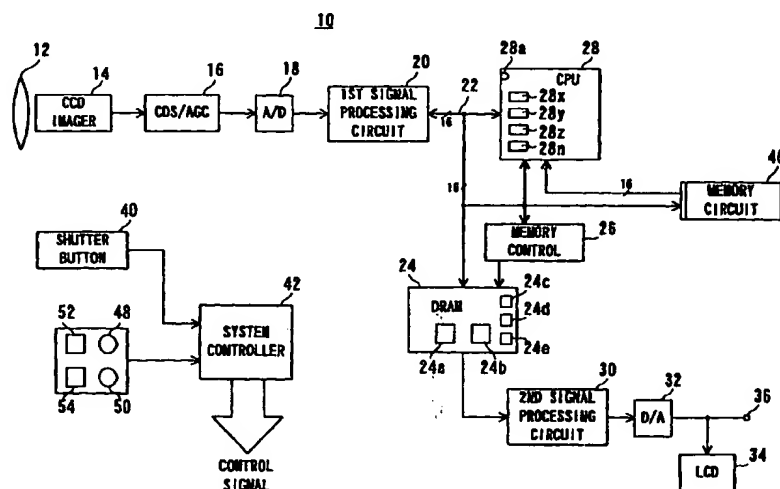 10
12
14
16
18
20
22
28a
28
CCD
IMAGER
CDS/AGC
A/D
1ST SIGNAL
PROCESSING
CIRCUIT
16
CPU
28x
28y
28z
28n
16
16
46
MEMORY
CIRCUIT
40
SHUTTER
BUTTON
MEMORY
CONTROL
26
24
42
DRAM
24c
24d
24e
24a
24b
52
48
54
50
SYSTEM
CONTROLLER
30
32
36
2ND SIGNAL
PROCESSING
CIRCUIT
D/A
34
LCD
CONTROL
SIGNAL